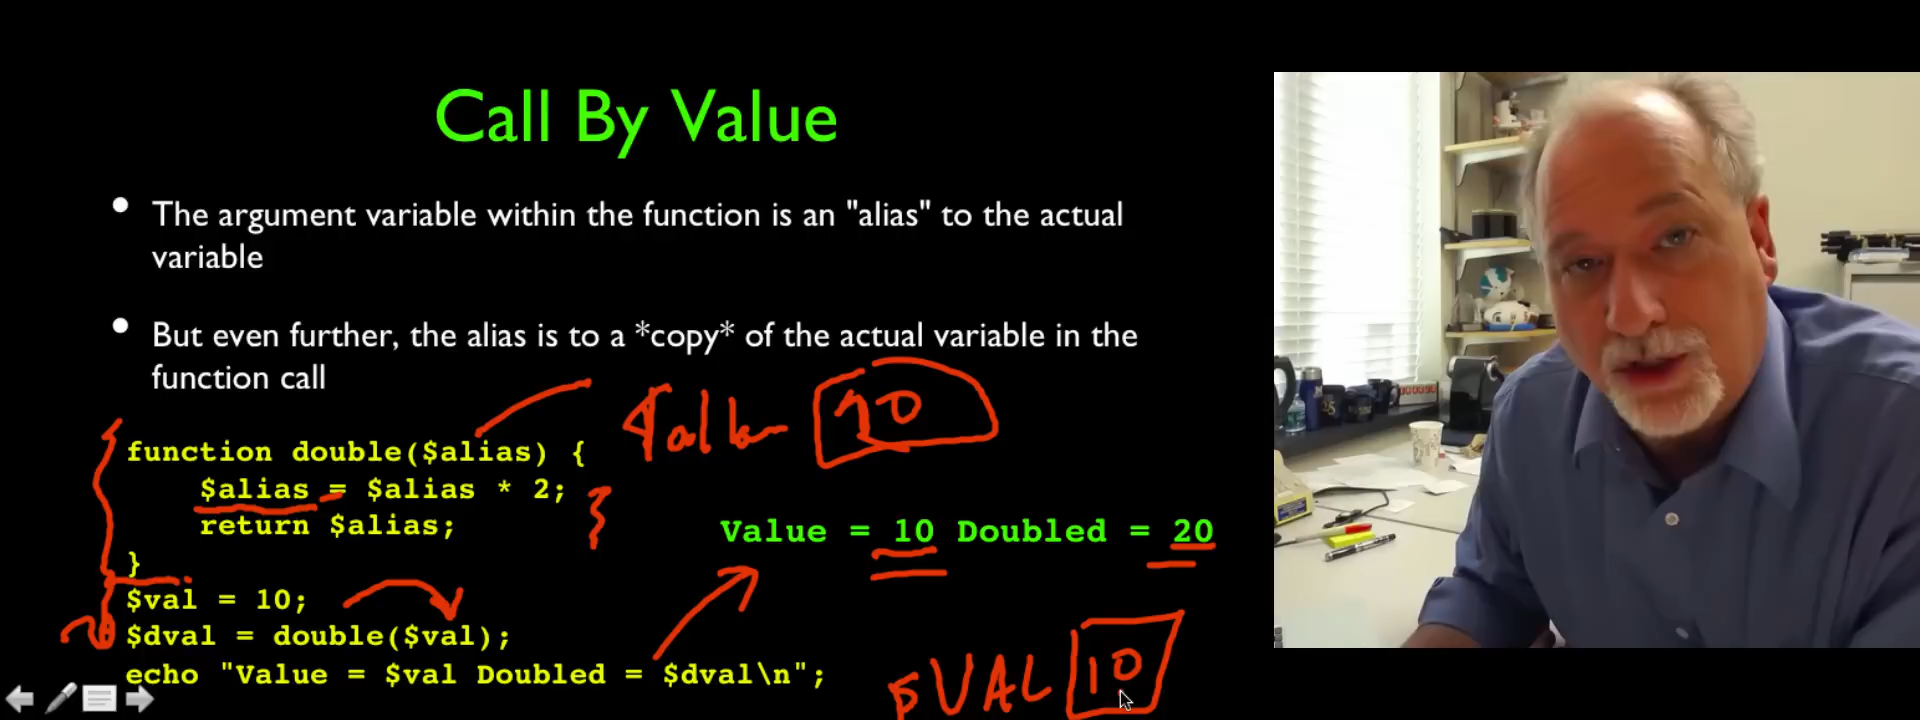 Call By Value
The argument variable within the function is an "alias" to the actual
variable
But even further, the alias is to a *copy* of the actual variable in the
function call
function double($alias) {
$alias = $alias * 2;
return $alias;
}
$val = 10;
$dval = double($val);
echo "Value = $val Doubled = $dval\n";
Value = 10 Doubled = 20
$VAL 10